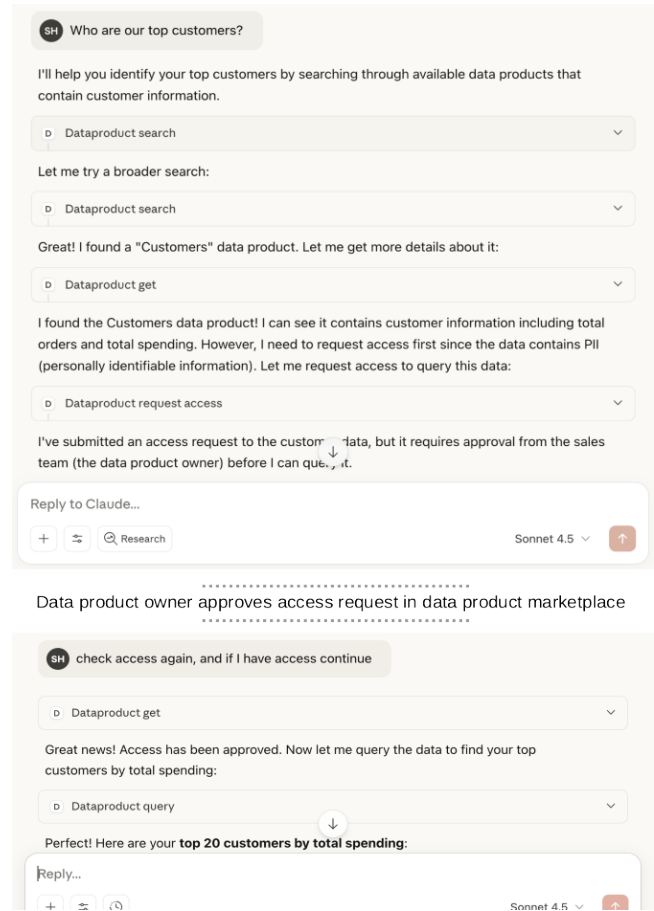 SH Who are our top customers?
I'll help you identify your top customers by searching through available data products that
contain customer information.
D Dataproduct search
Let me try a broader search:
D Dataproduct search
Great! I found a "Customers" data product. Let me get more details about it:
D Dataproduct get
I found the Customers data product! I can see it contains customer information including total
orders and total spending. However, I need to request access first since the data contains PII
(personally identifiable information). Let me request access to query this data:
D Dataproduct request access
I've submitted an access request to the data, but it requires approval from the sales
team (the data product owner) before I can it.
Reply to Claude...
Research
Sonnet 4.5
Data product owner approves access request in data product marketplace
SH check access again, and if I have access continue
D Dataproduct get
Great news! Access has been approved. Now let me query the data to find your top
customers by total spending:
D Dataproduct query
Perfect! Here are your top 20 customers by total spending:
Reply...
Sonnet 4.5